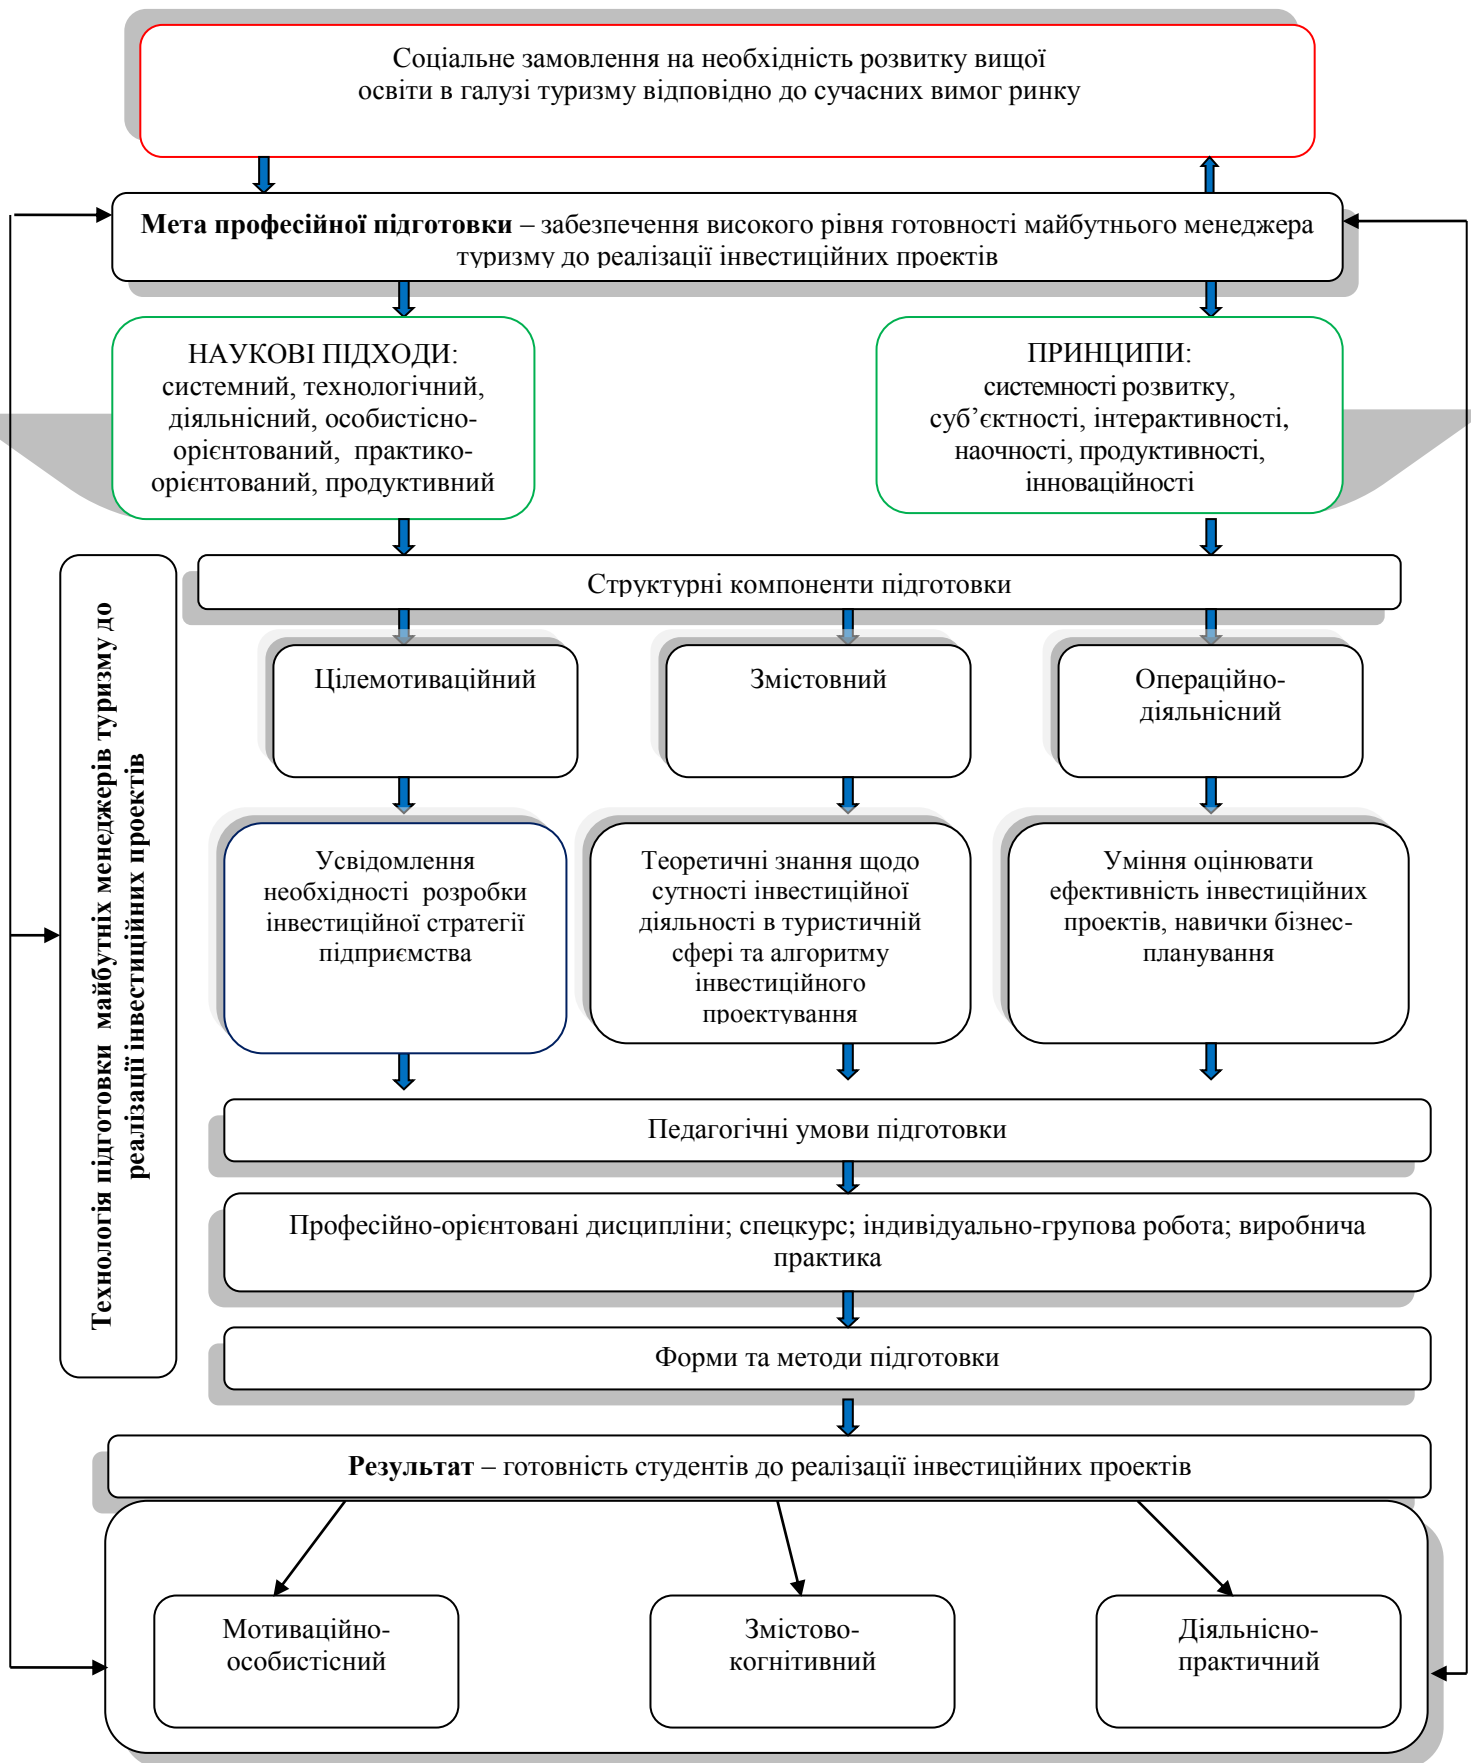 Соціальне замовлення на необхідність розвитку вищої
освіти в галузі туризму відповідно до сучасних вимог ринку
Мета професійної підготовки – забезпечення високого рівня готовності майбутнього менеджера
туризму до реалізації інвестиційних проектів
НАУКОВІ ПІДХОДИ:
системний, технологічний,
діяльнісний, особистісно-
орієнтований, практико-
орієнтований, продуктивний
ПРИНЦИПИ:
системності розвитку,
суб’єктності, інтерактивності,
наочності, продуктивності,
інноваційності
Технологія підготовки майбутніх менеджерів туризму до
реалізації інвестиційних проектів
Структурні компоненти підготовки
Цілемотиваційний
Змістовний
Операційно-
діяльнісний
Усвідомлення
необхідності розробки
інвестиційної стратегії
підприємства
Теоретичні знання щодо
сутності інвестиційної
діяльності в туристичній
сфері та алгоритму
інвестиційного
проектування
Уміння оцінювати
ефективність інвестиційних
проектів, навички бізнес-
планування
Педагогічні умови підготовки
Професійно-орієнтовані дисципліни; спецкурс; індивідуально-групова робота; виробнича
практика
Форми та методи підготовки
Результат – готовність студентів до реалізації інвестиційних проектів
Мотиваційно-
особистісний
Змістово-
когнітивний
Діяльнісно-
практичний